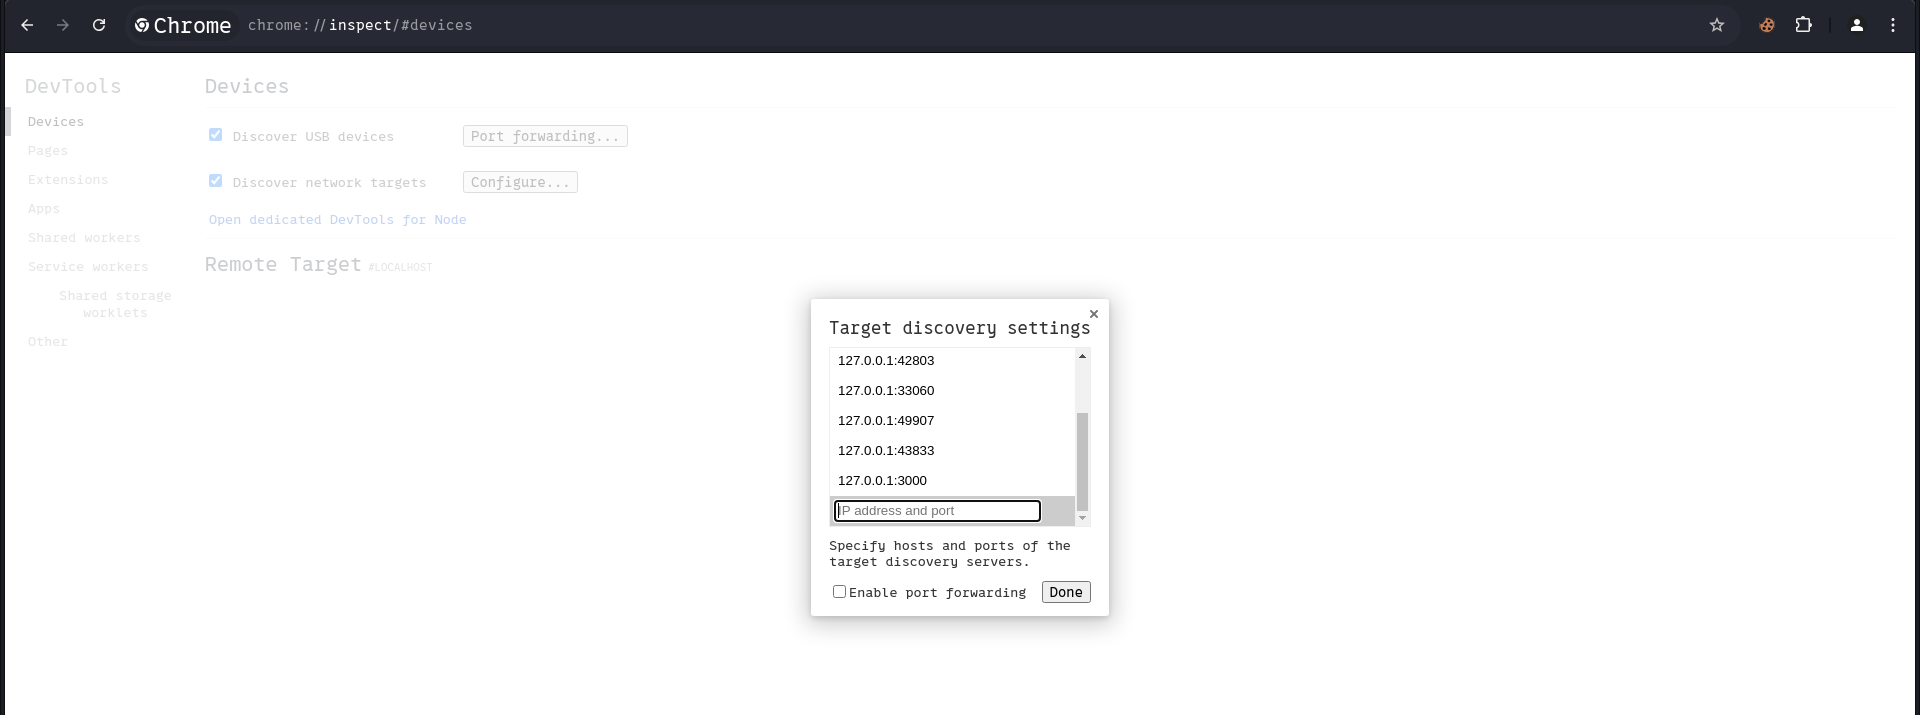 Chrome chrome://inspect/#devices
DevTools
Devices
Pages
Extensions
Apps
Shared workers
Service workers
Shared storage
worklets
Other
Devices
Discover USB devices
Port forwarding...
Discover network targets
Configure...
Open dedicated DevTools for Node
Remote Target #LOCALHOST
Target discovery settings
127.0.0.1:42803
127.0.0.1:33060
127.0.0.1:49907
127.0.0.1:43833
127.0.0.1:3000
IP address and port
Specify hosts and ports of the
target discovery servers.
Enable port forwarding
Done